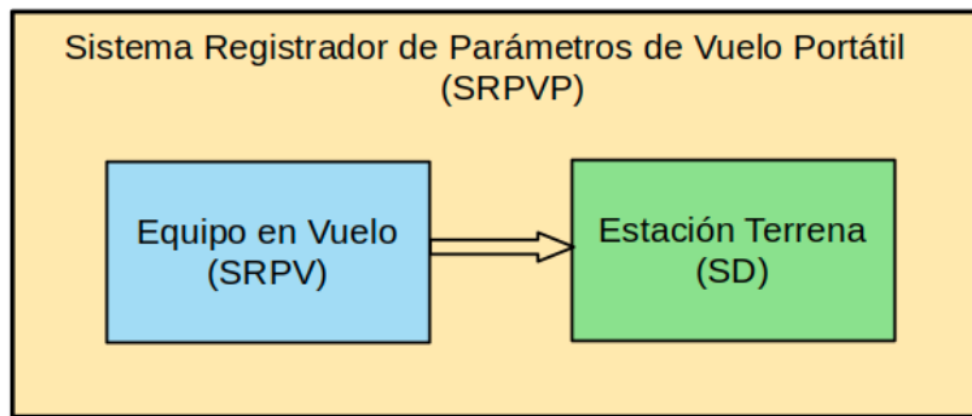 Sistema Registrador de Parámetros de Vuelo Portátil
(SRPVP)
Equipo en Vuelo
(SRPV)
Estación Terrena
(SD)